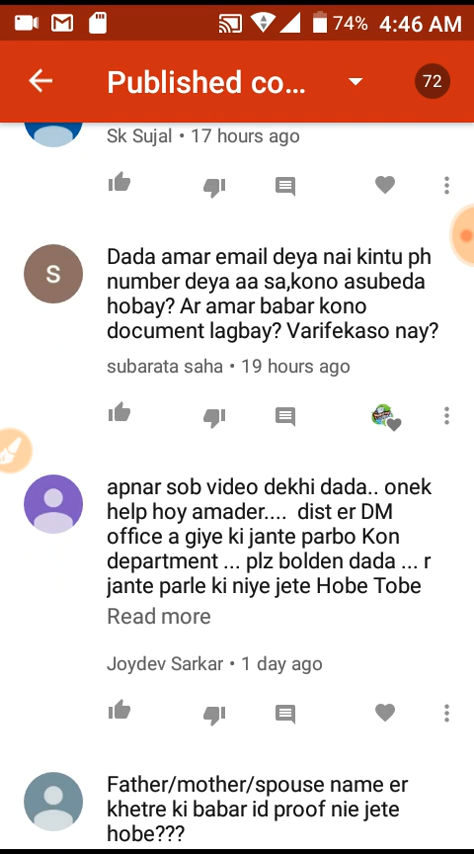 74% 4:46 AM
Published co...
72
Sk Sujal • 17 hours ago
S
Dada amar email deya nai kintu ph
number deya aa sa,kono asubeda
hobay? Ar amar babar kono
document lagbay? Varifekaso nay?
subarata saha • 19 hours ago
apnar sob video dekhi dada.. onek
help hoy amader.... dist er DM
office a giye ki jante parbo Kon
department ... plz bolden dada ... r
jante parle ki niye jete Hobe Tobe
Read more
Joydev Sarkar • 1 day ago
Father/mother/spouse name er
khetre ki babar id proof nie jete
hobe???